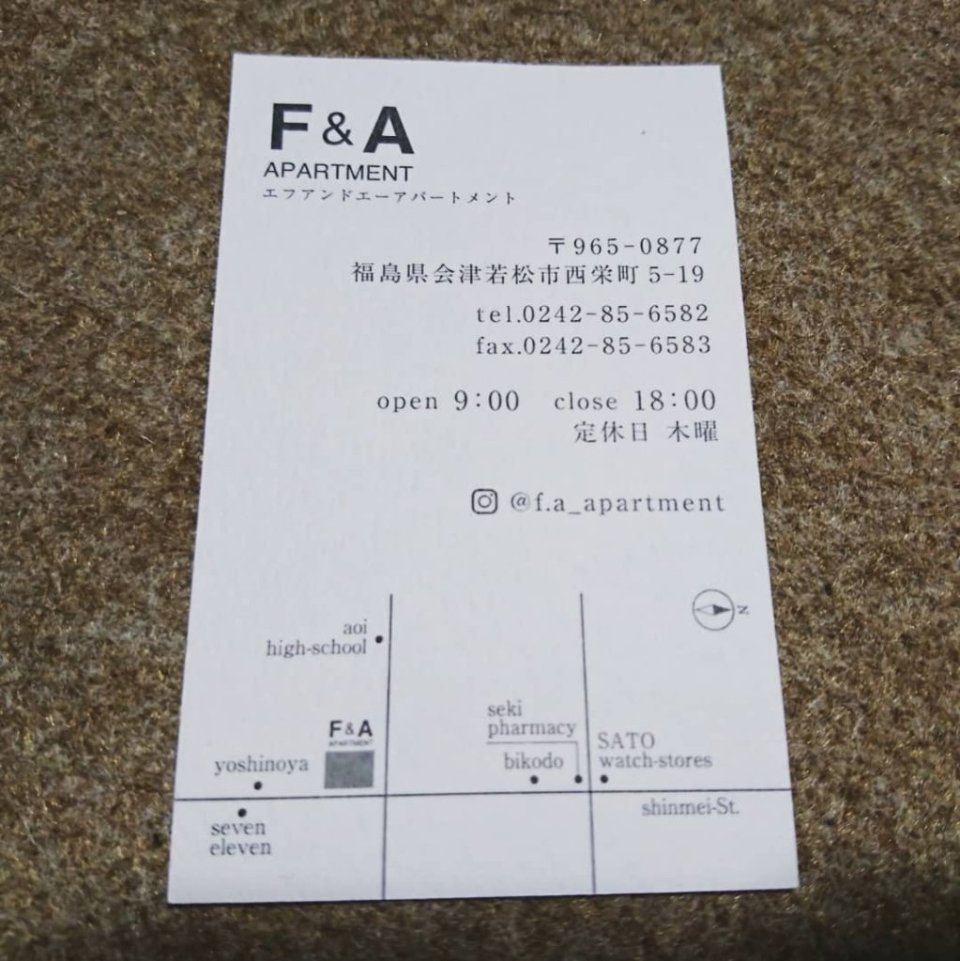 F & A
APARTMENT
エフアンドエーアパートメント
〒965-0877
福島県会津若松市西栄町 5-19
tel.0242-85-6582
fax.0242-85-6583
open 9:00 close 18:00
定休日 木曜
@f.a_apartment
N
aoi
high-school
F & A
APARTMENT
yoshinoya
seven
eleven
seki
pharmacy
bikodo
SATO
watch-stores
shinmei-St.